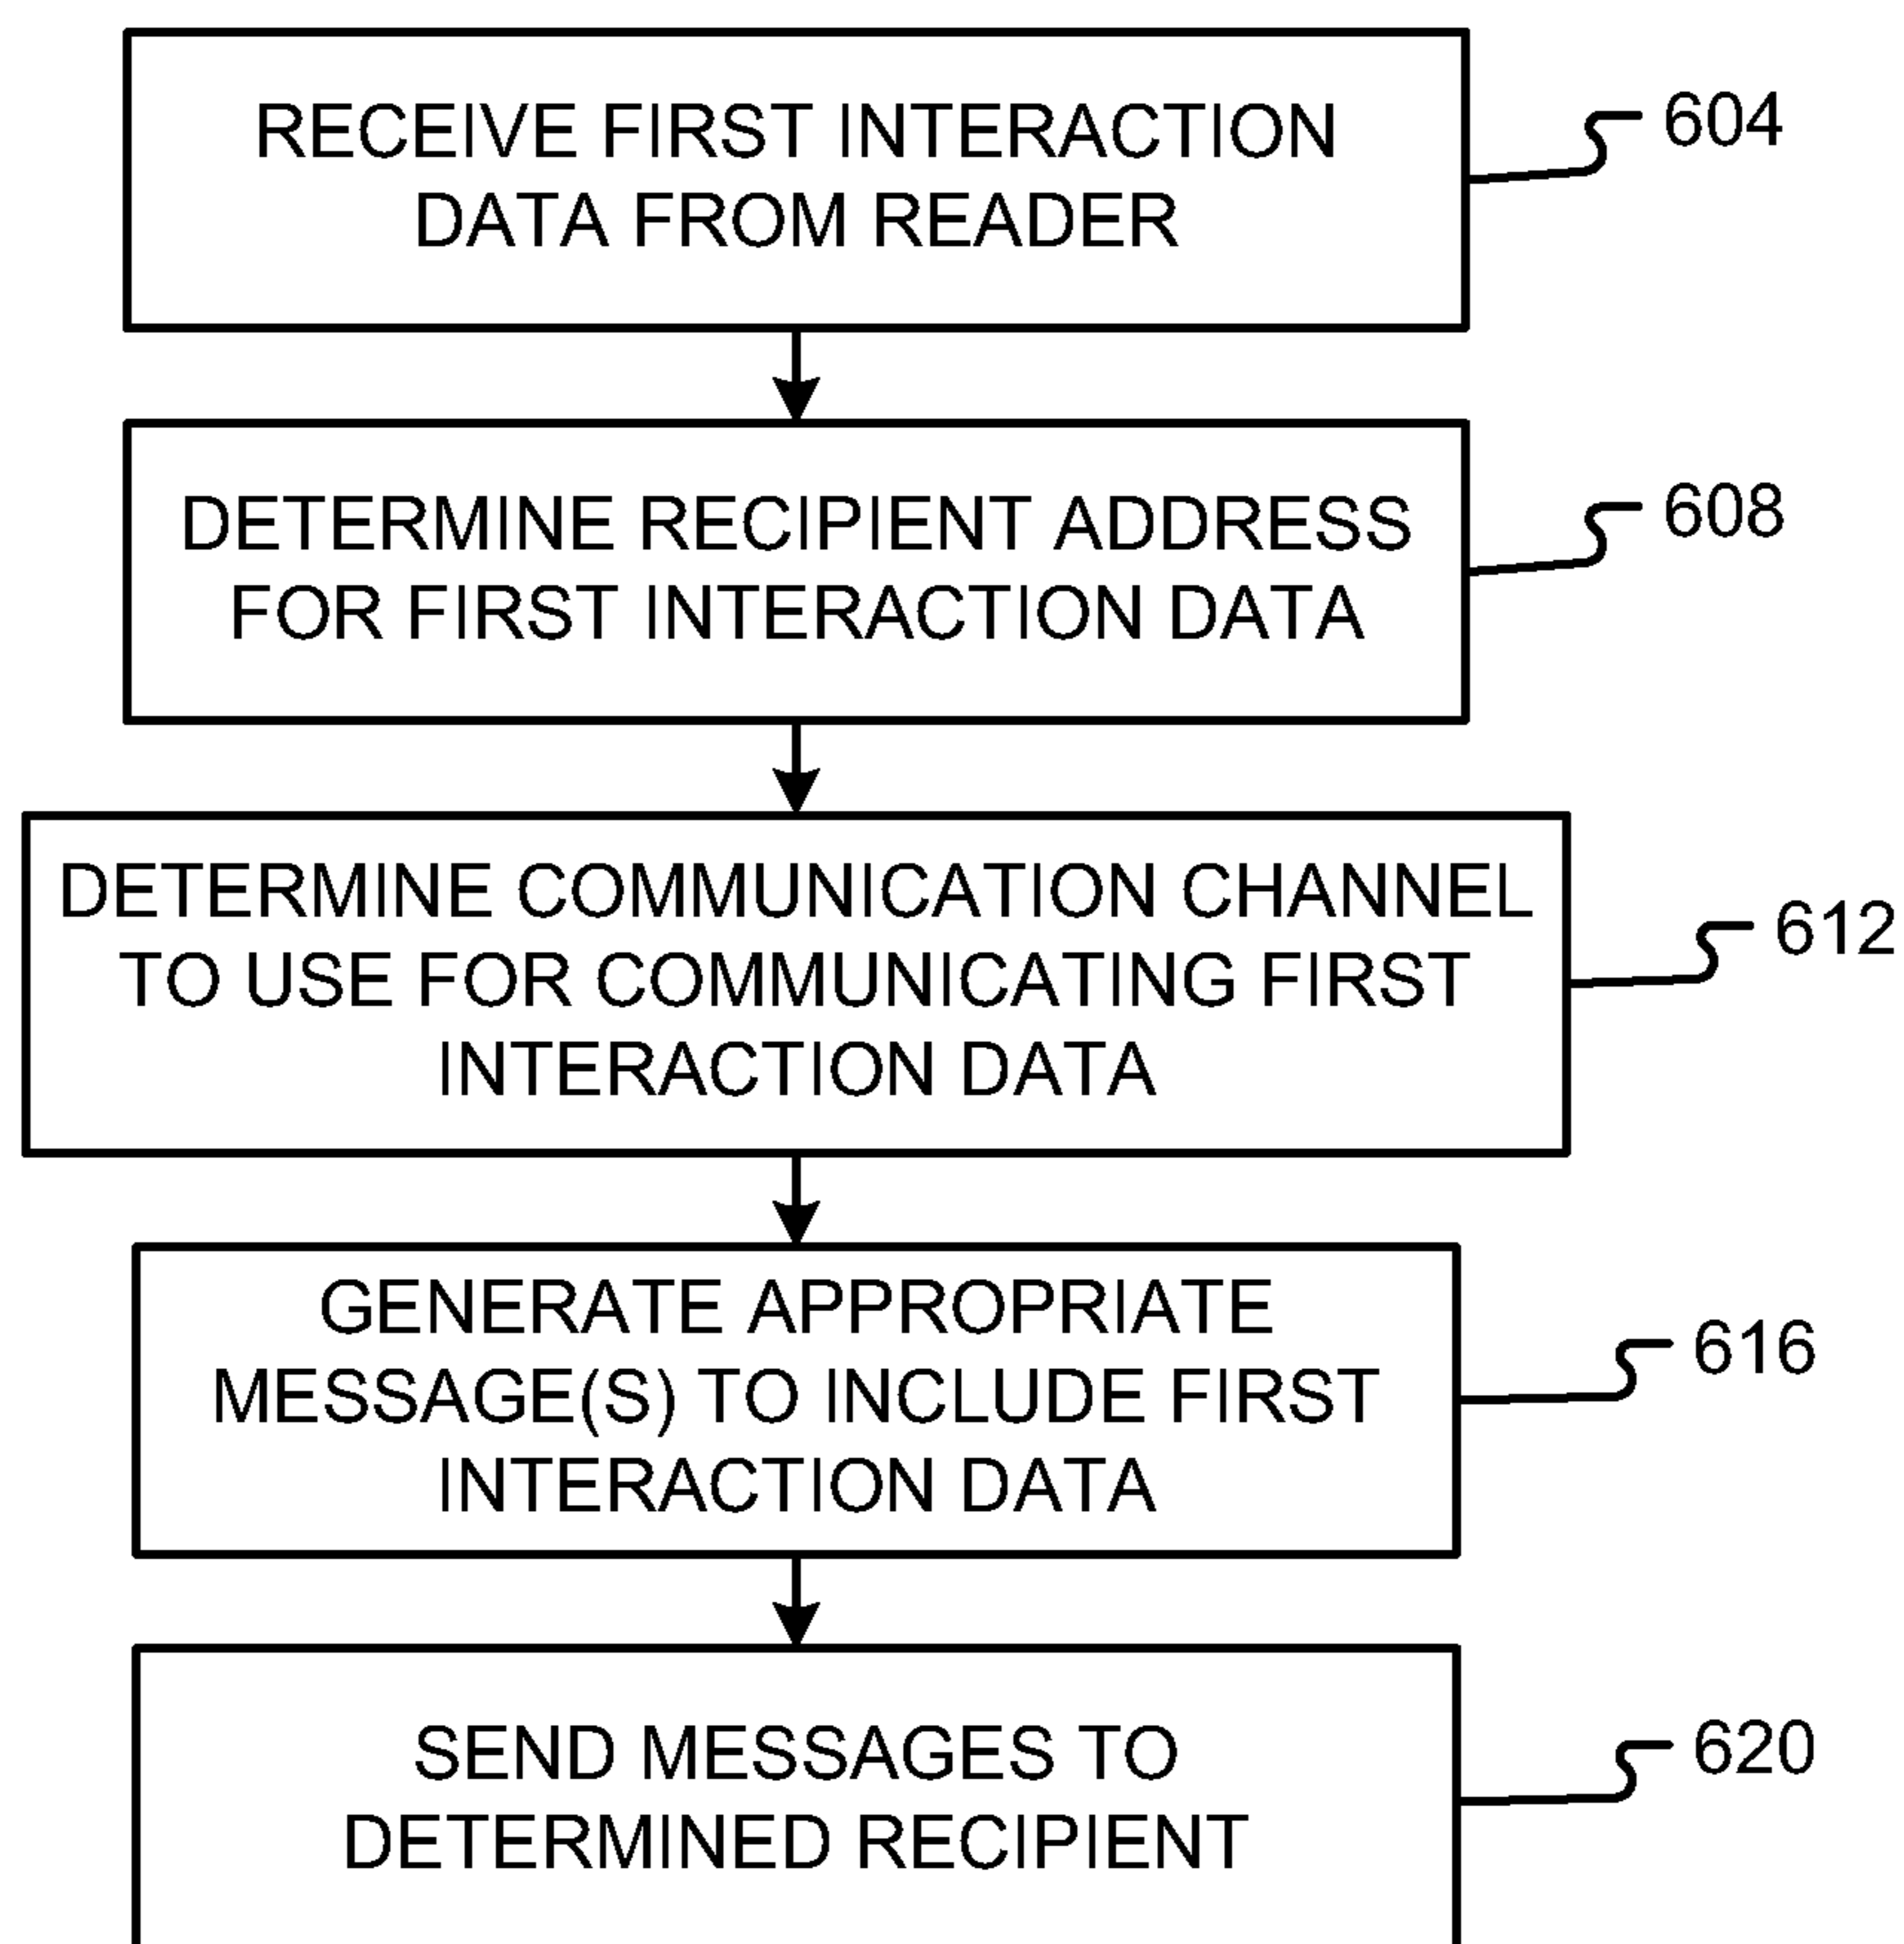 RECEIVE FIRST INTERACTION
DATA FROM READER
604
DETERMINE RECIPIENT ADDRESS
FOR FIRST INTERACTION DATA
608
DETERMINE COMMUNICATION CHANNEL
TO USE FOR COMMUNICATING FIRST
INTERACTION DATA
612
GENERATE APPROPRIATE
MESSAGE(S) TO INCLUDE FIRST
INTERACTION DATA
616
SEND MESSAGES TO
DETERMINED RECIPIENT
620